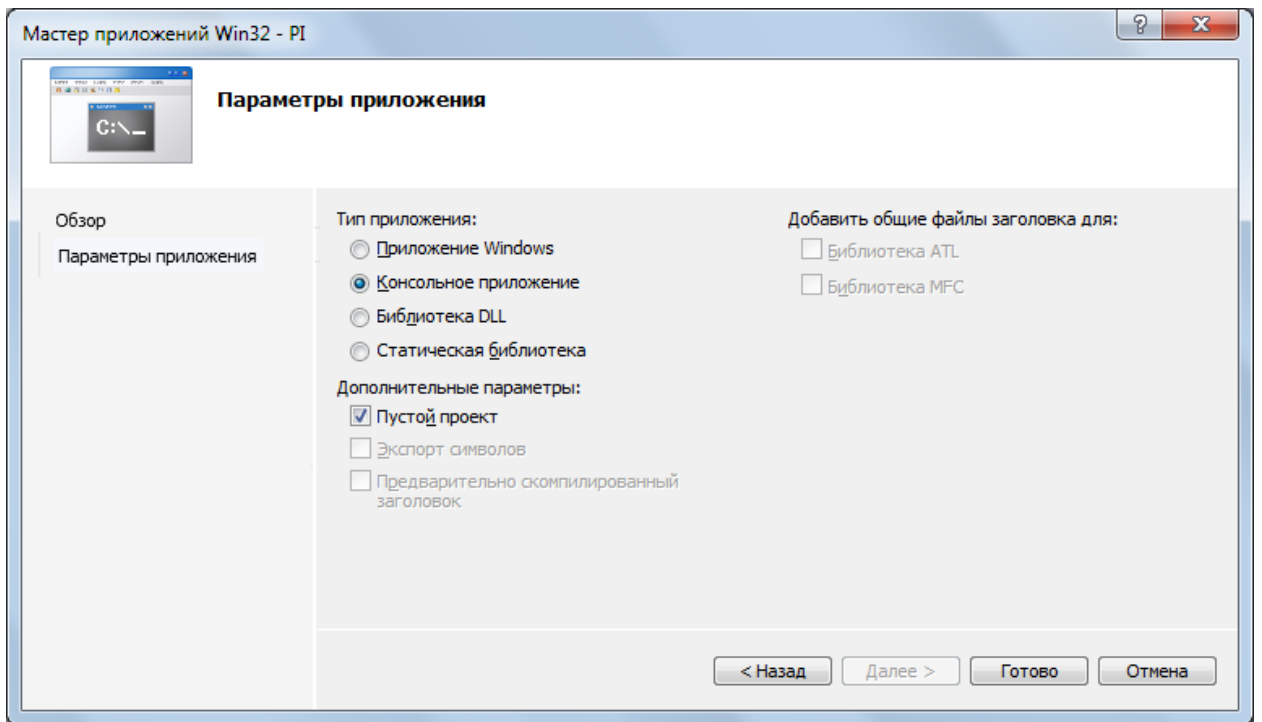 Мастер приложений Win32 - PI
C:\_
Параметры приложения
Обзор
Параметры приложения
Тип приложения:
Приложение Windows
Консольное приложение
Библиотека DLL
Статическая библиотека
Дополнительные параметры:
Пустой проект
Экспорт символов
Предварительно скомпилированный
заголовок
Добавить общие файлы заголовка для:
Библиотека ATL
Библиотека MFC
< Назад
Далее >
Готово
Отмена